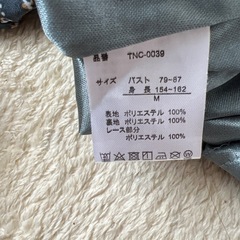 品番 TNC-0039
サイズ バスト 79-87
身長 154~162
M
表地 ポリエステル 100%
裏地 ポリエステル 100%
レース部分
ポリエステル 100%